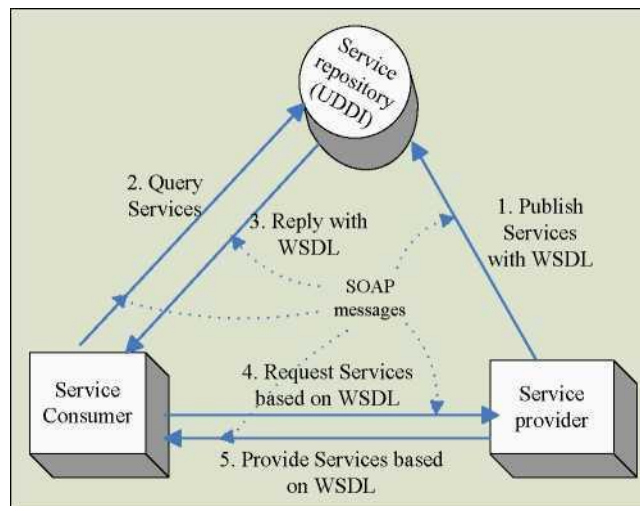 Service
repository
(UDDI)
2. Query
Services
3. Reply with
WSDL
1. Publish
Services
with WSDL
SOAP
messages
Service
Consumer
4. Request Services
based on WSDL
Service
provider
5. Provide Services based
on WSDL